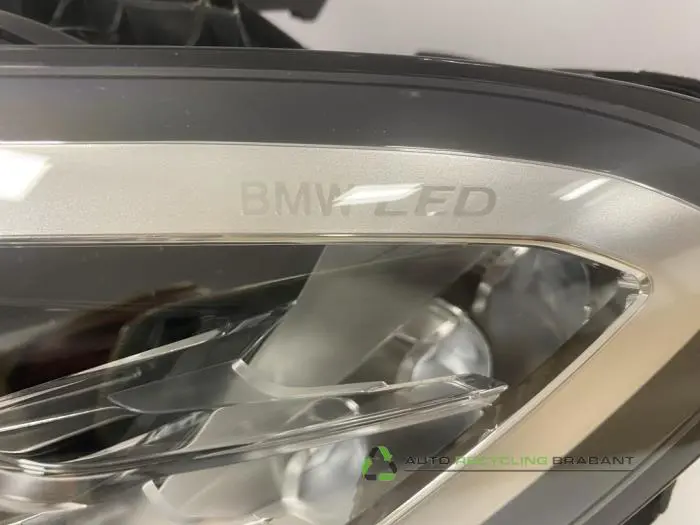 BMW LED
AUTO RECYCLING BRABANT